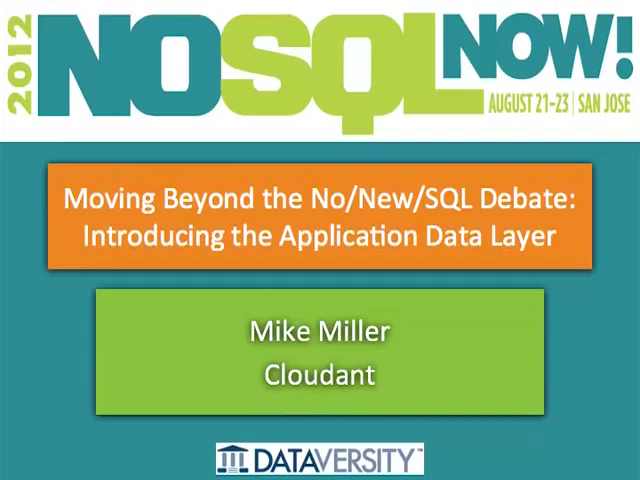 2012 NOSQL NOW!
AUGUST 21-23 | SAN JOSE
Moving Beyond the No/New/SQL Debate:
Introducing the Application Data Layer
Mike Miller
Cloudant
DATAVERSITY™